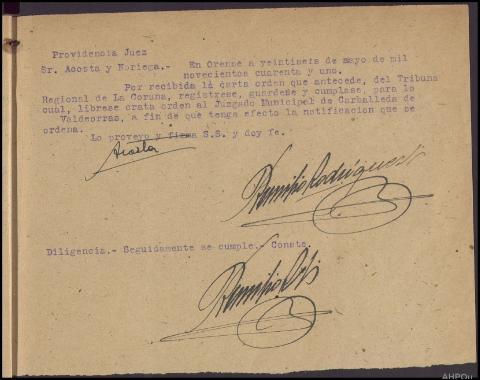 Providencia Juez
Sr. Acosta y Noriega.- En Orense a veintiseis de mayo de mil
novecientos cuarenta y uno.
Por recibida la carta orden que antecede, del Tribuna
Regional de La Coruna, registrese, guardese y cumplase, para lo
cual, librese carta orden al Juzgado Municipal de Carballeda de
Valdeorras, a fin de que tenga efecto la notificacion que se
ordena.
Lo proveyo y firma S.S. y doy fe.
Acosta
Remitio Rodríguez
Diligencia.- Seguidamente se cumple.- Conste.
AHPOu